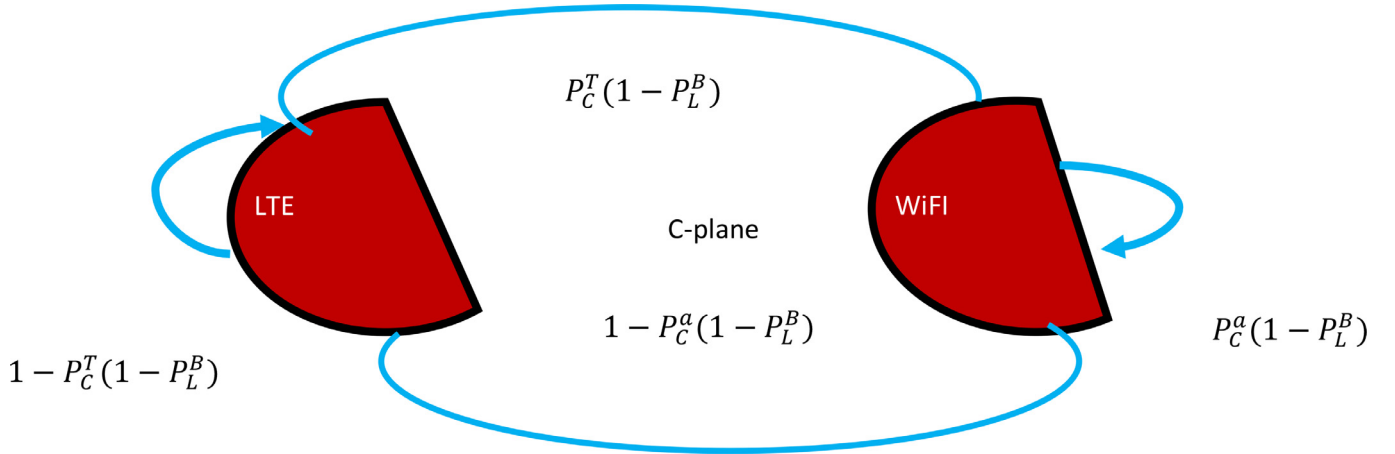 $P_C^T(1-P_L^B)$
LTE
WiFI
C-plane
$1-P_C^a(1-P_L^B)$
$P_C^a(1-P_L^B)$
$1-P_C^T(1-P_L^B)$